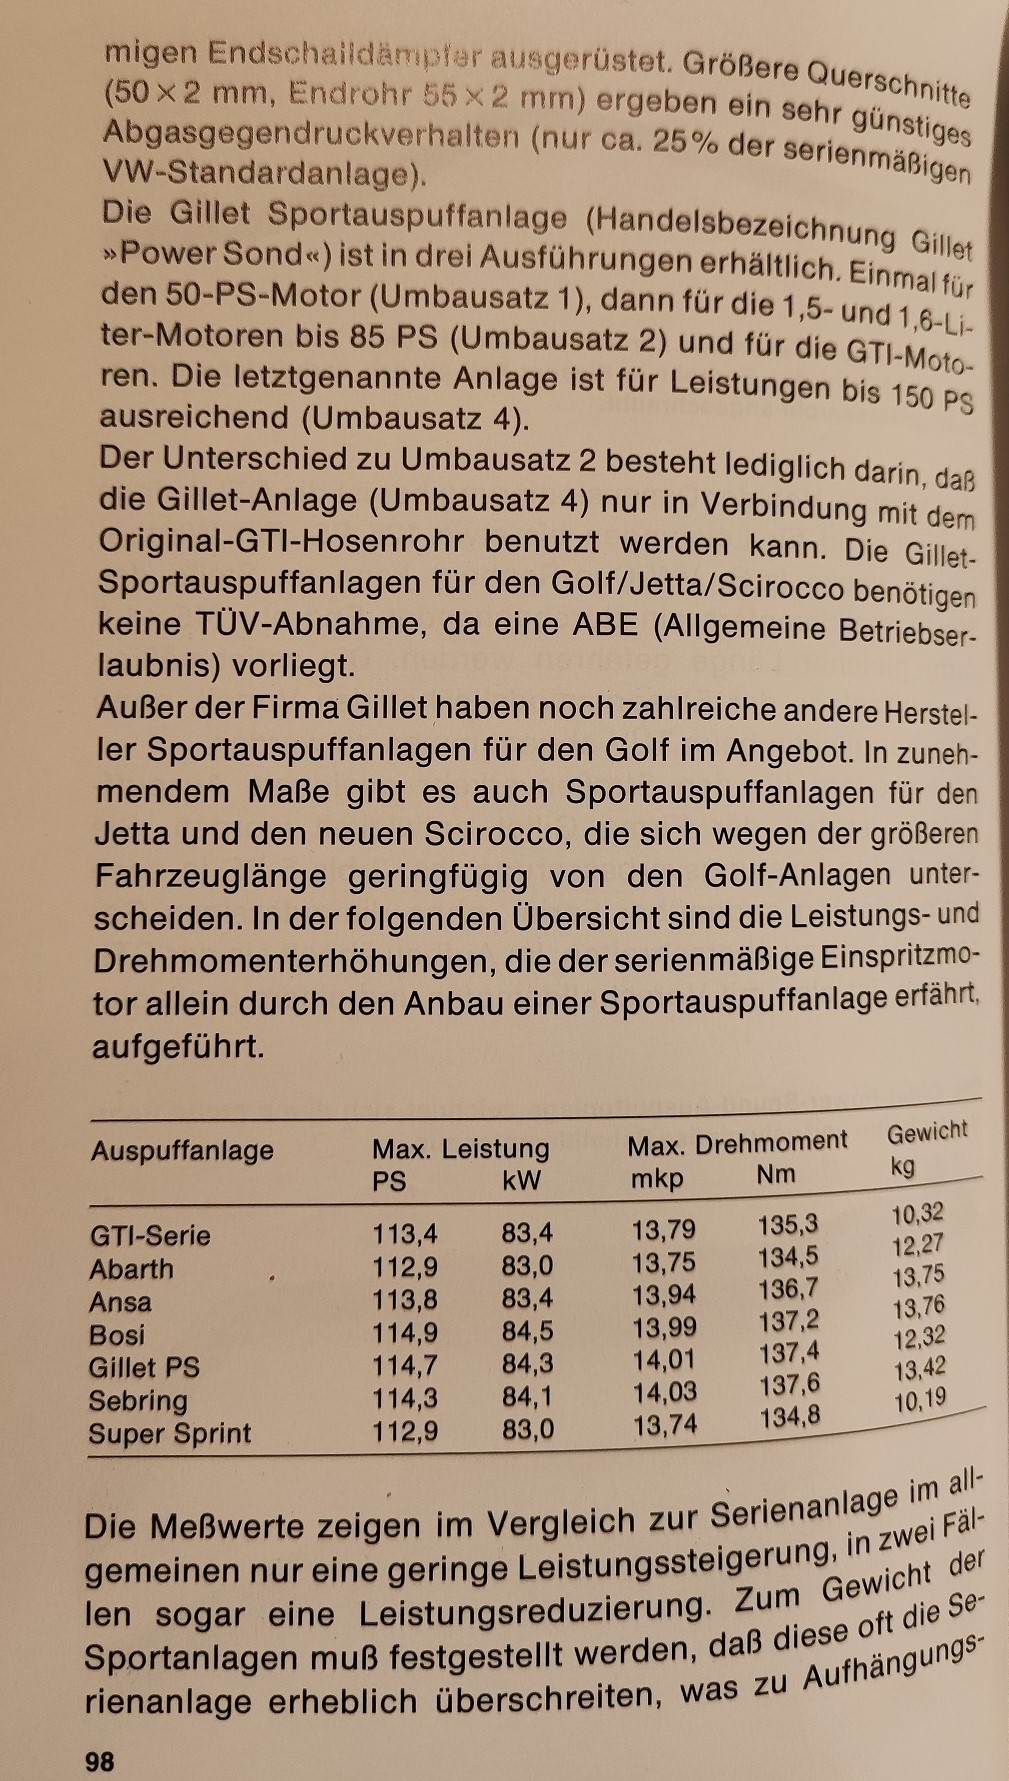 migen Endschalldämpfer ausgerüstet. Größere Querschnitte
(50 × 2 mm, Endrohr 55 × 2 mm) ergeben ein sehr günstiges
Abgasgegendruckverhalten (nur ca. 25 % der serienmäßigen
VW-Standardanlage).
Die Gillet Sportauspuffanlage (Handelsbezeichnung Gillet
»Power Sond«) ist in drei Ausführungen erhältlich. Einmal für
den 50-PS-Motor (Umbausatz 1), dann für die 1,5- und 1,6-Li-
ter-Motoren bis 85 PS (Umbausatz 2) und für die GTI-Moto-
ren. Die letztgenannte Anlage ist für Leistungen bis 150 PS
ausreichend (Umbausatz 4).
Der Unterschied zu Umbausatz 2 besteht lediglich darin, daß
die Gillet-Anlage (Umbausatz 4) nur in Verbindung mit dem
Original-GTI-Hosenrohr benutzt werden kann. Die Gillet-
Sportauspuffanlagen für den Golf/Jetta/Scirocco benötigen
keine TÜV-Abnahme, da eine ABE (Allgemeine Betriebser-
laubnis) vorliegt.
Außer der Firma Gillet haben noch zahlreiche andere Herstel-
ler Sportauspuffanlagen für den Golf im Angebot. In zuneh-
mendem Maße gibt es auch Sportauspuffanlagen für den
Jetta und den neuen Scirocco, die sich wegen der größeren
Fahrzeuglänge geringfügig von den Golf-Anlagen unter-
scheiden. In der folgenden Übersicht sind die Leistungs- und
Drehmomenterhöhungen, die der serienmäßige Einspritzmo-
tor allein durch den Anbau einer Sportauspuffanlage erfährt,
aufgeführt.
Auspuffanlage Max. Leistung Max. Drehmoment Gewicht
PS kW mkp Nm kg
GTI-Serie 113,4 83,4 13,79 135,3 10,32
Abarth 112,9 83,0 13,75 134,5 12,27
Ansa 113,8 83,4 13,94 136,7 13,75
Bosi 114,9 84,5 13,99 137,2 13,76
Gillet PS 114,7 84,3 14,01 137,4 12,32
Sebring 114,3 84,1 14,03 137,6 13,42
Super Sprint 112,9 83,0 13,74 134,8 10,19
Die Meßwerte zeigen im Vergleich zur Serienanlage im all-
gemeinen nur eine geringe Leistungssteigerung, in zwei Fäl-
len sogar eine Leistungsreduzierung. Zum Gewicht der
Sportanlagen muß festgestellt werden, daß diese oft die Se-
rienanlage erheblich überschreiten, was zu Aufhängungs-
98